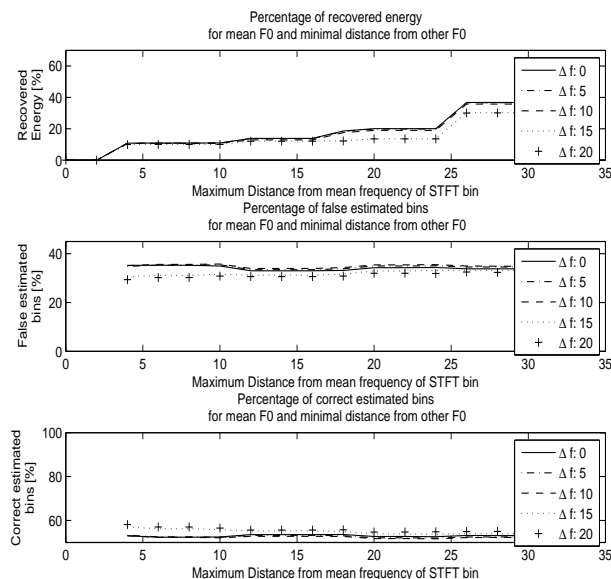 Percentage of recovered energy
for mean F0 and minimal distance from other F0
Recovered
Energy [%]
60
40
20
0
0 5 10 15 20 25 30 35
Maximum Distance from mean frequency of STFT bin
Δ f: 0
Δ f: 5
Δ f: 10
Δ f: 15
Δ f: 20
Percentage of false estimated bins
for mean F0 and minimal distance from other F0
False estimated
bins [%]
40
20
0
0 5 10 15 20 25 30 35
Maximum Distance from mean frequency of STFT bin
Δ f: 0
Δ f: 5
Δ f: 10
Δ f: 15
Δ f: 20
Percentage of correct estimated bins
for mean F0 and minimal distance from other F0
Correct estimated
bins [%]
100
80
60
0 5 10 15 20 25 30 35
Maximum Distance from mean frequency of STFT bin
Δ f: 0
Δ f: 5
Δ f: 10
Δ f: 15
Δ f: 20